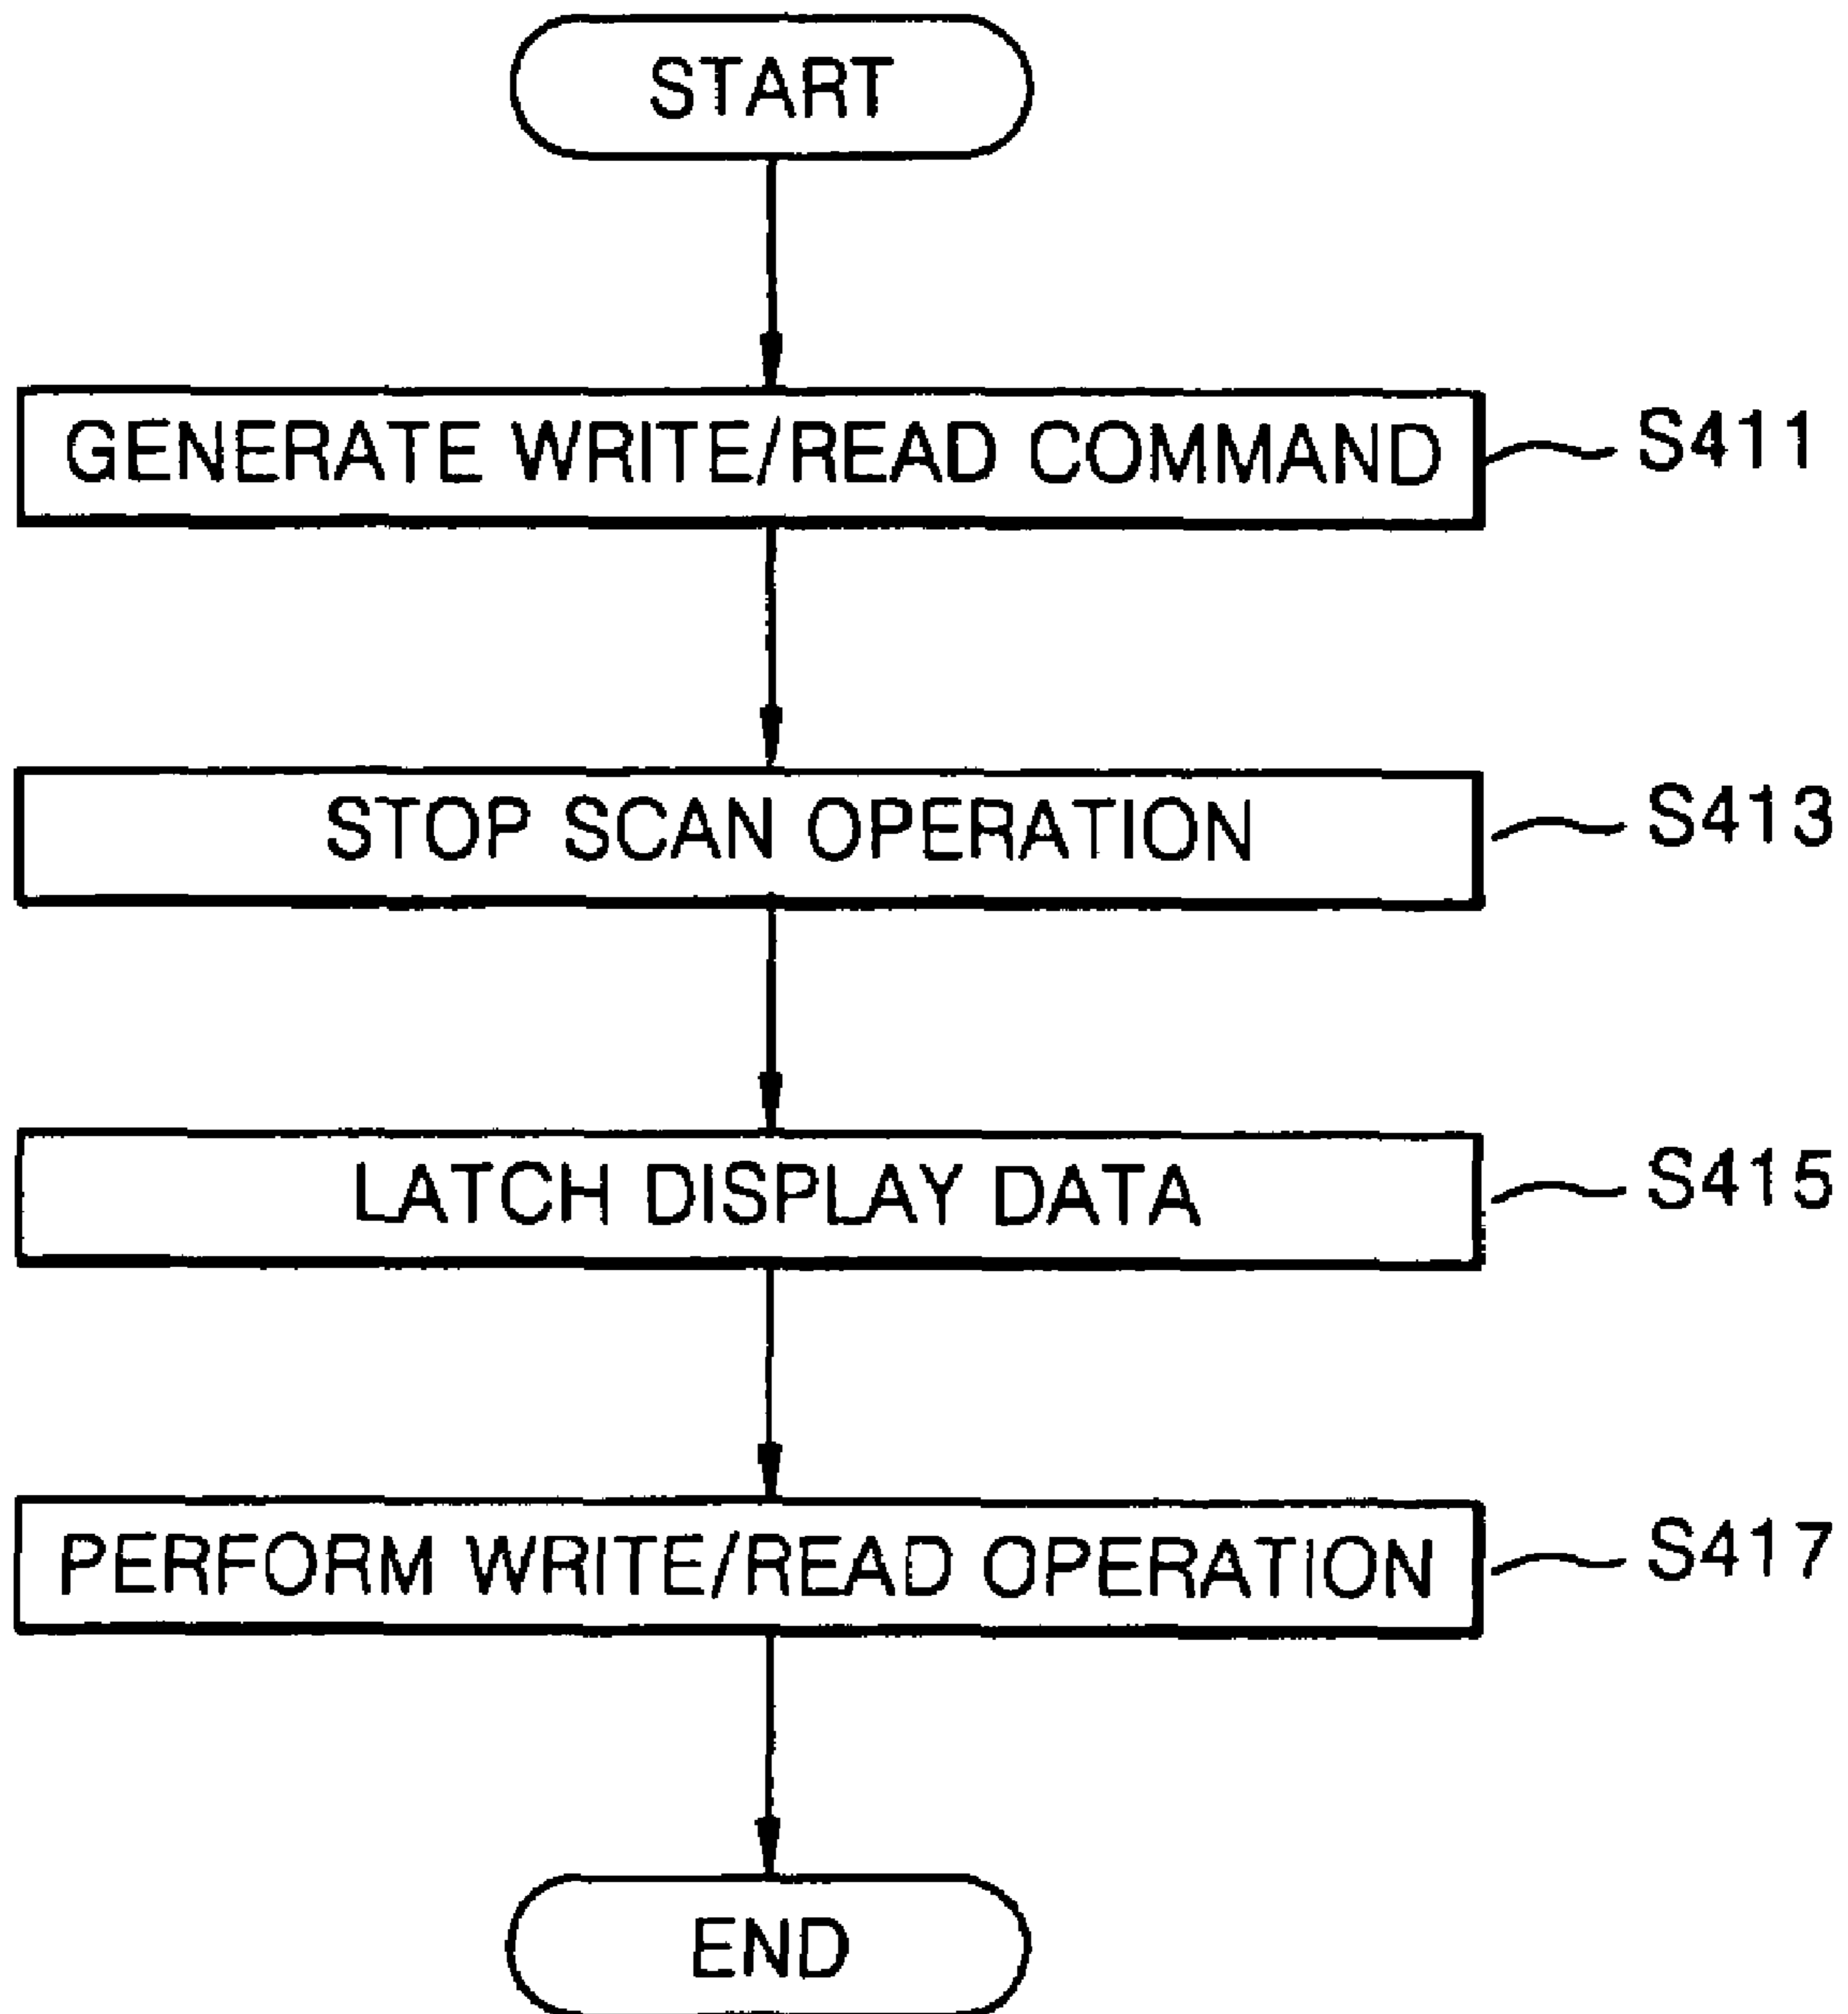 START
GENERATE WRITE/READ COMMAND S411
STOP SCAN OPERATION S413
LATCH DISPLAY DATA S415
PERFORM WRITE/READ OPERATION S417
END